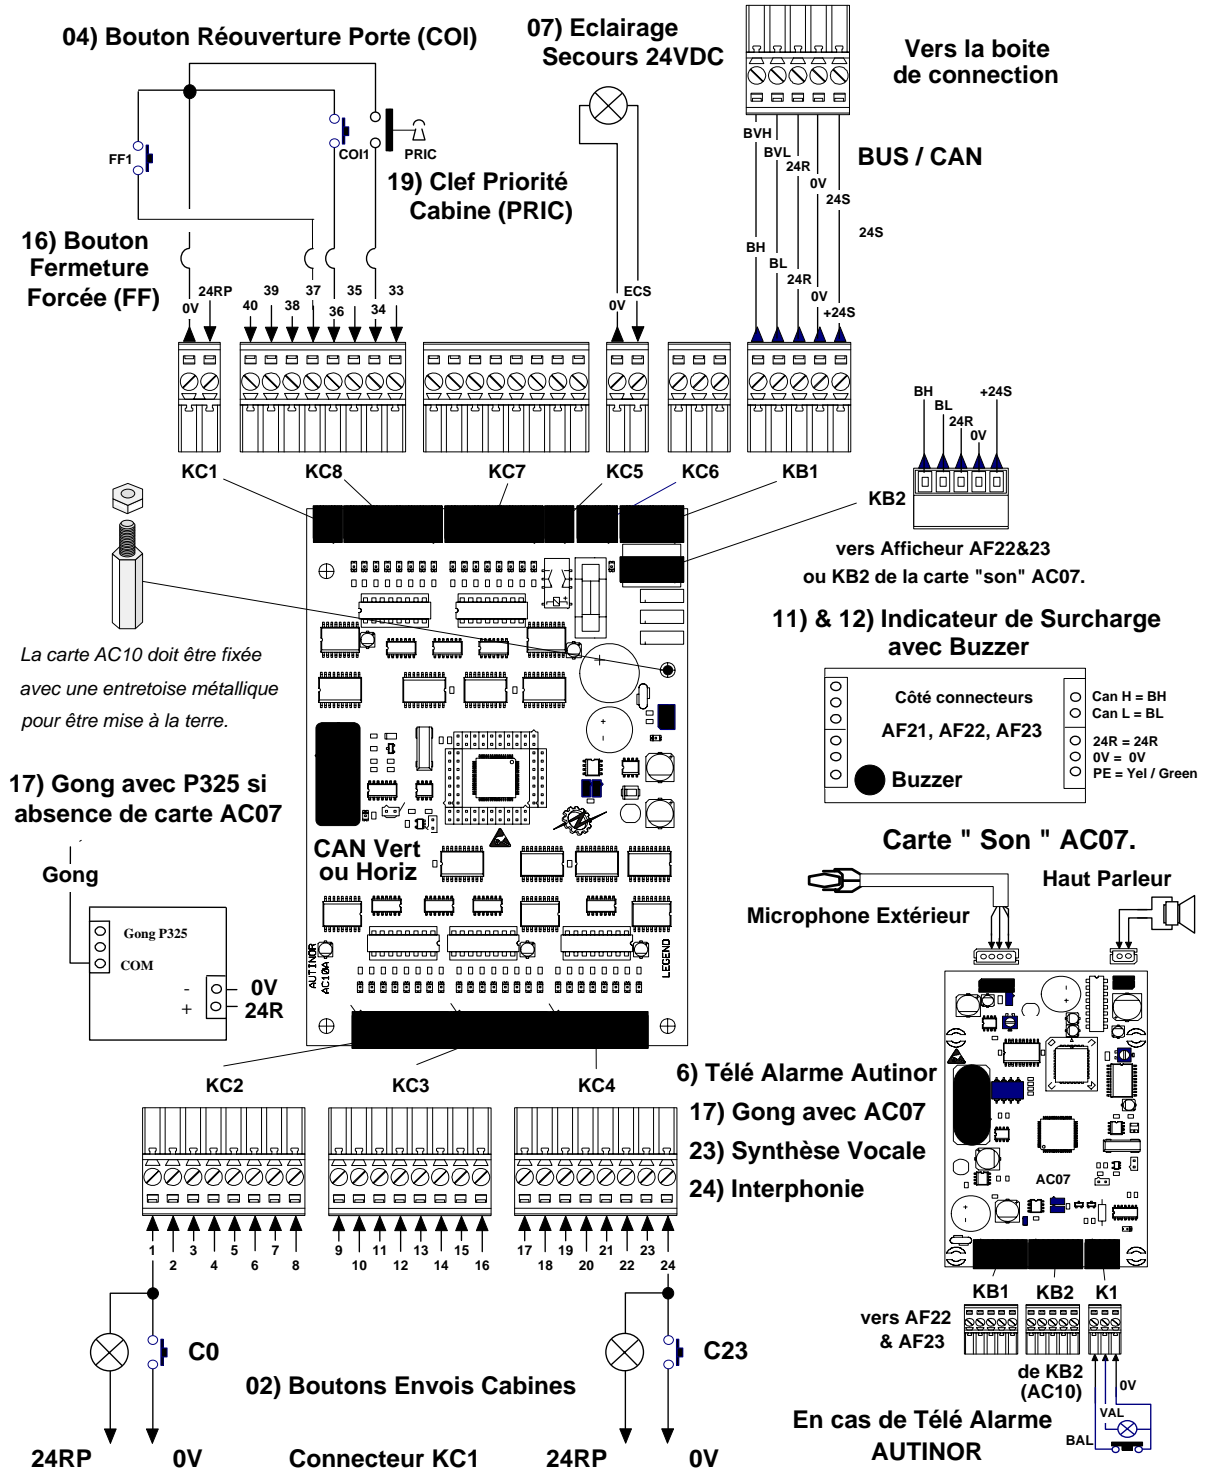 04) Bouton Réouverture Porte (COI)
07) Eclairage
Secours 24VDC
Vers la boite
de connection
BVH
BVL
24R
0V
24S
BUS / CAN
24S
FF1
COI1
PRIC
19) Clef Priorité
Cabine (PRIC)
16) Bouton
Fermeture
Forcée (FF)
BH
BL
24R
0V
+24S
0V
24RP
40
39
38
37
36
35
34
33
0V
ECS
KC1
KC8
KC7
KC5
KC6
KB1
BH
BL
24R
0V
+24S
KB2
vers Afficheur AF22&23
ou KB2 de la carte "son" AC07.
11) & 12) Indicateur de Surcharge
avec Buzzer
Côté connecteurs
AF21, AF22, AF23
Buzzer
Can H = BH
Can L = BL
24R = 24R
0V = 0V
PE = Yel / Green
La carte AC10 doit être fixée
avec une entretoise métallique
pour être mise à la terre.
17) Gong avec P325 si
absence de carte AC07
Gong
Gong P325
COM
-
+
0V
24R
CAN Vert
ou Horiz
AUTINOR
AC10A
LEGEND
Carte " Son " AC07.
Microphone Extérieur
Haut Parleur
AC07
KC2
KC3
KC4
6) Télé Alarme Autinor
17) Gong avec AC07
23) Synthèse Vocale
24) Interphonie
1
2
3
4
5
6
7
8
9
10
11
12
13
14
15
16
17
18
19
20
21
22
23
24
KB1
KB2
K1
vers AF22
& AF23
de KB2
(AC10)
0V
VAL
BAL
C0
C23
02) Boutons Envois Cabines
En cas de Télé Alarme
AUTINOR
24RP
0V
Connecteur KC1
24RP
0V